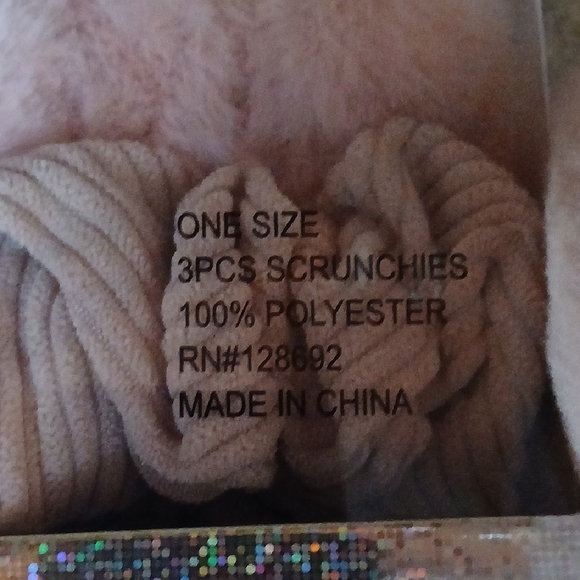 ONE SIZE
3PCS SCRUNCHIES
100% POLYESTER
RN#128692
MADE IN CHINA